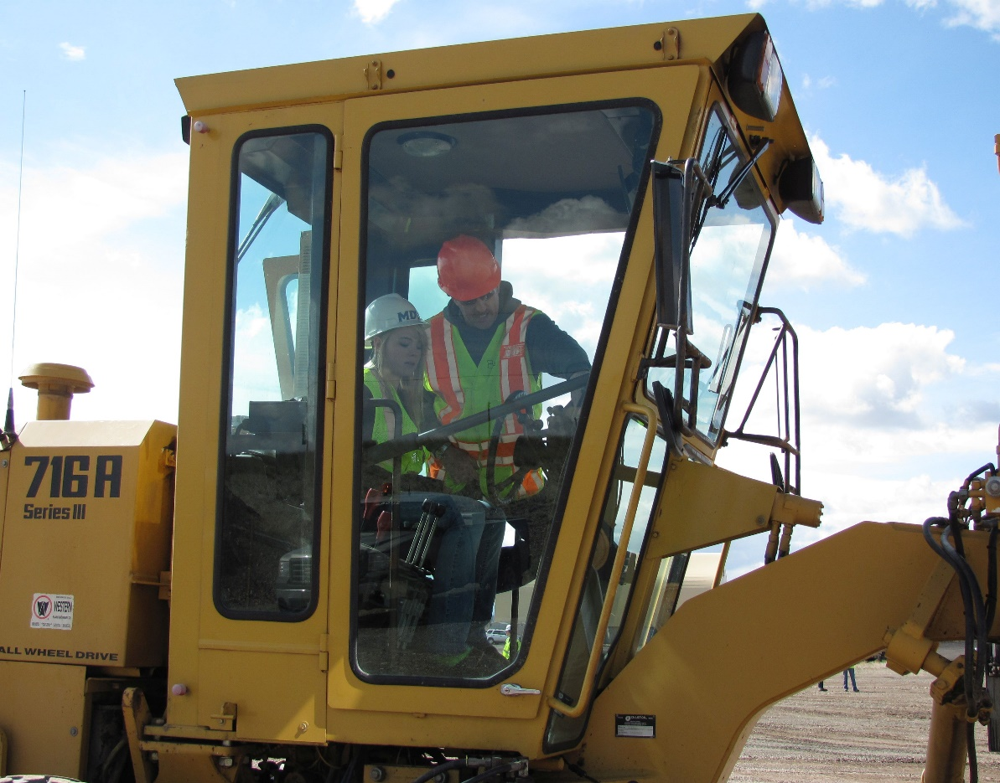 MD
716A
Series III
WESTERN
ALL WHEEL DRIVE